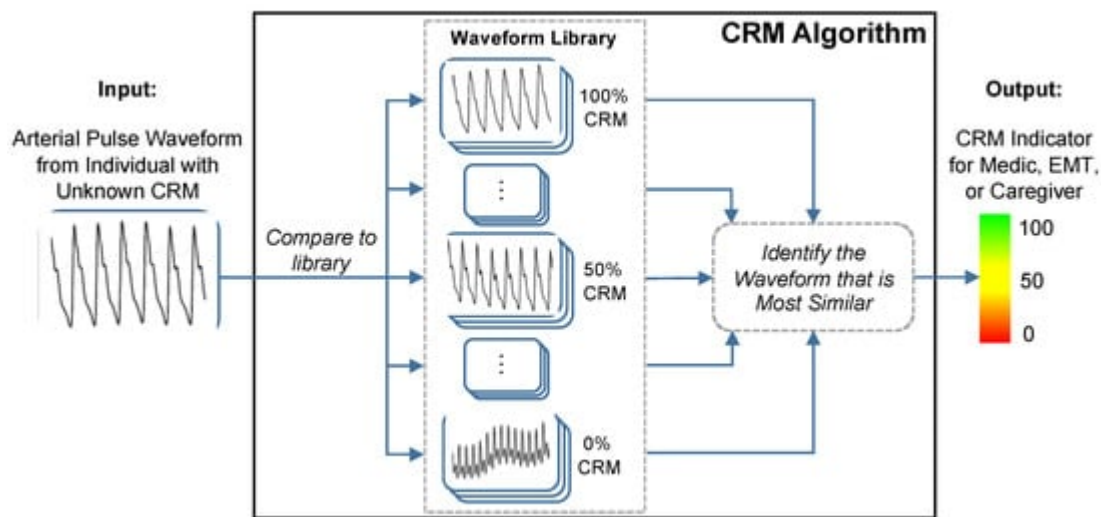 CRM Algorithm
Waveform Library
Input:
Arterial Pulse Waveform
from Individual with
Unknown CRM
Compare to
library
100%
CRM
⋮
50%
CRM
⋮
0%
CRM
Identify the
Waveform that is
Most Similar
Output:
CRM Indicator
for Medic, EMT,
or Caregiver
100
50
0